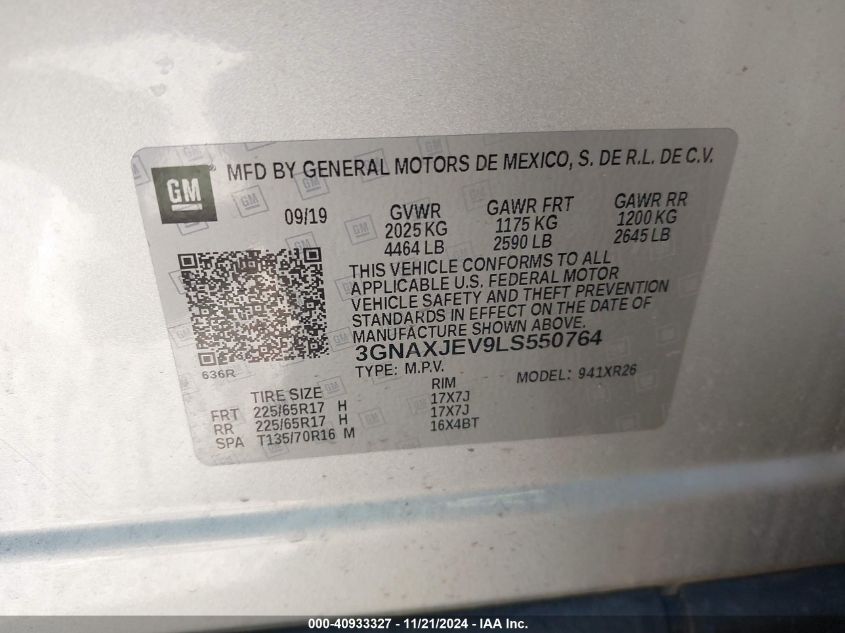 GM
MFD BY GENERAL MOTORS DE MEXICO, S. DE R.L. DE C.V.
09/19 GVWR GAWR FRT GAWR RR
2025 KG 1175 KG 1200 KG
4464 LB 2590 LB 2645 LB
THIS VEHICLE CONFORMS TO ALL
APPLICABLE U.S. FEDERAL MOTOR
VEHICLE SAFETY AND THEFT PREVENTION
STANDARDS IN EFFECT ON THE DATE OF
MANUFACTURE SHOWN ABOVE.
3GNAXJEV9LS550764
636R
TYPE: M.P.V. MODEL: 941XR26
TIRE SIZE RIM
FRT 225/65R17 H 17X7J
RR 225/65R17 H 17X7J
SPA T135/70R16 M 16X4BT
000-40933327 - 11/21/2024 - IAA Inc.